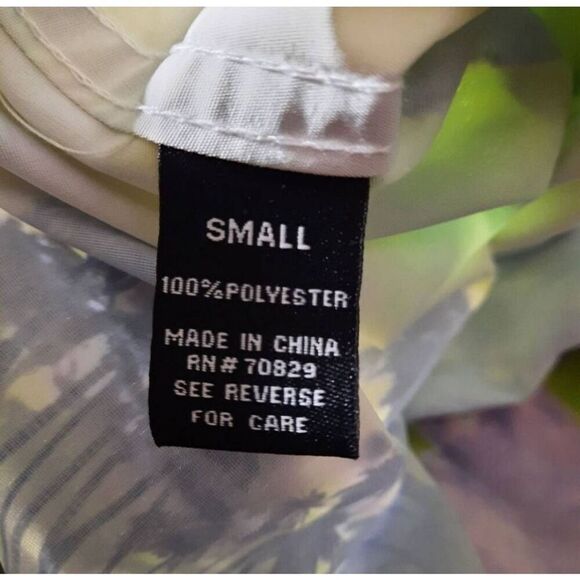 SMALL
100%POLYESTER
MADE IN CHINA
RN# 70829
SEE REVERSE
FOR CARE